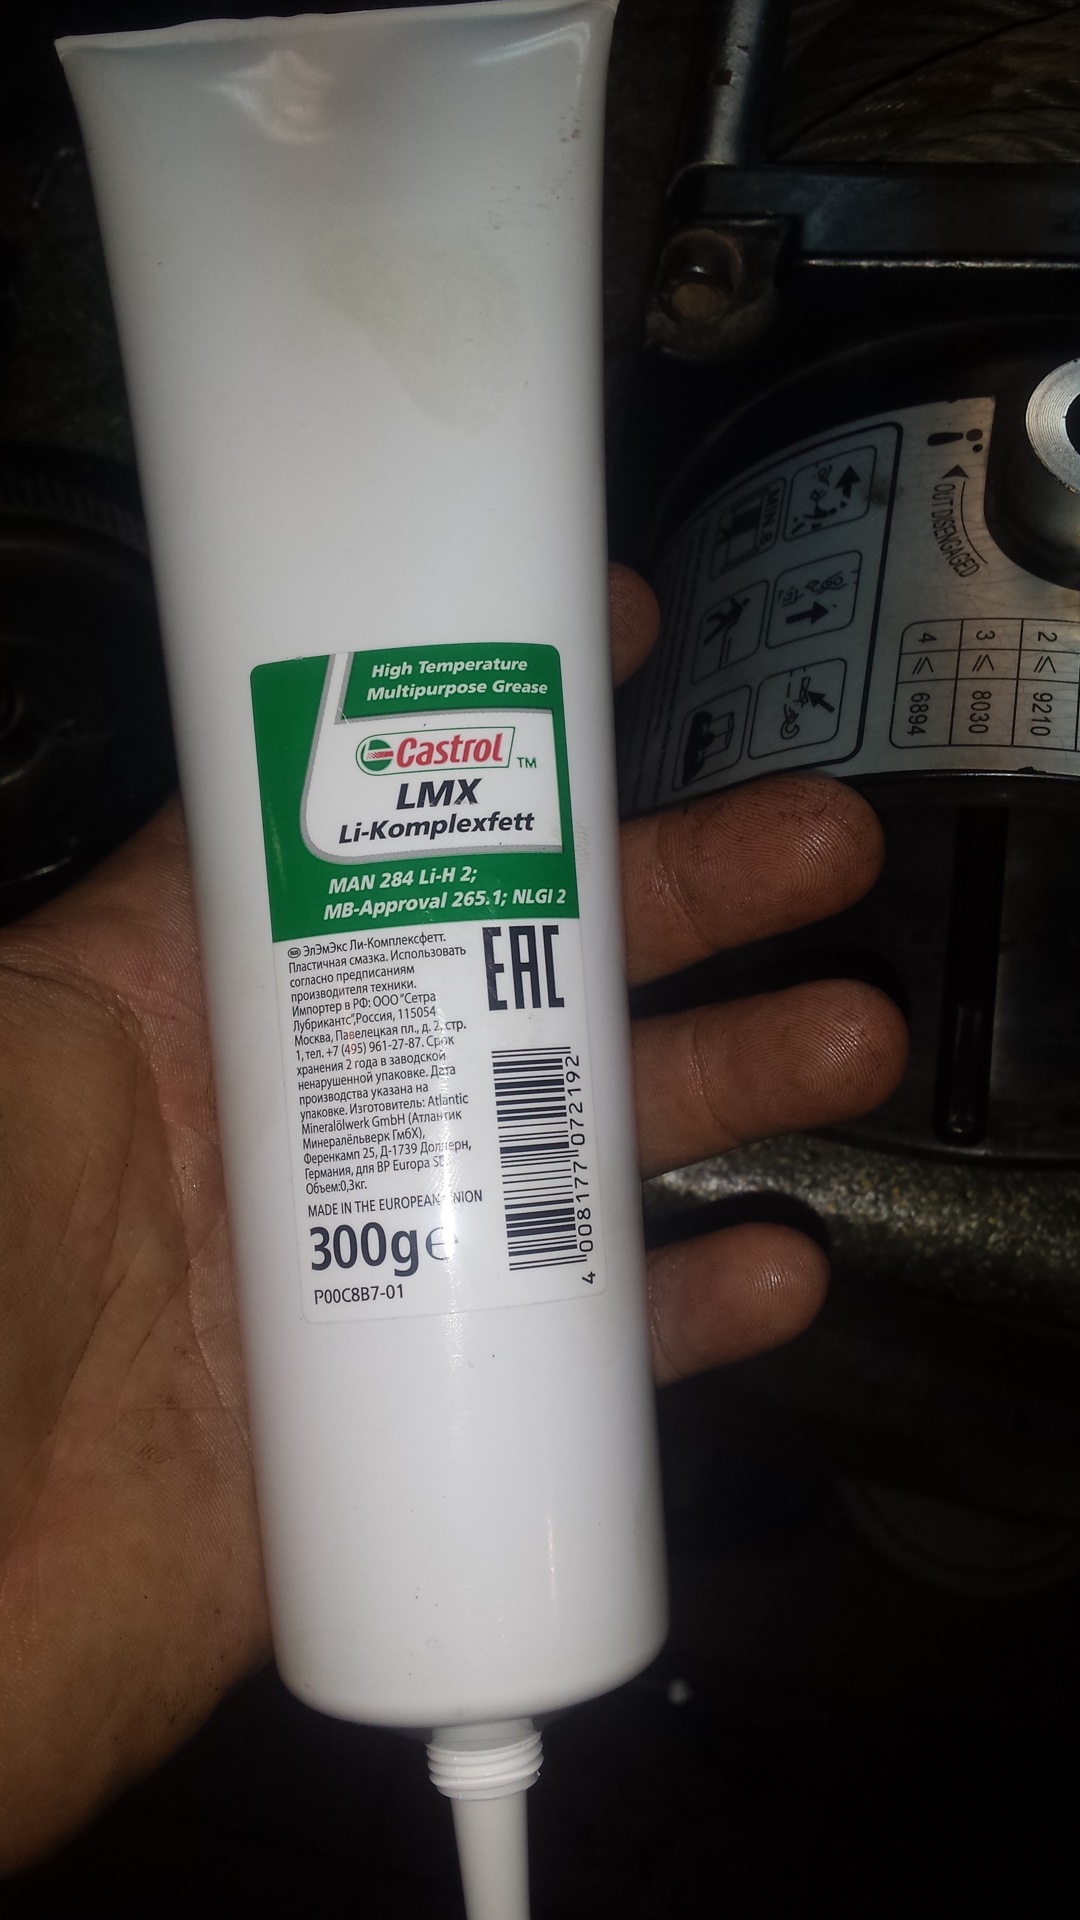 High Temperature
Multipurpose Grease
Castrol
TM
LMX
Li-Komplexfett
MAN 284 Li-H 2;
MB-Approval 265.1; NLGI 2
RUS ЭлЭмЭкс Ли-Комплексфетт.
Пластичная смазка. Использовать
согласно предписаниям
производителя техники.
Импортер в РФ: ООО "Сетра
Лубрикантс",Россия, 115054
Москва, Павелецкая пл., д. 2, стр.
1, тел. +7 (495) 961-27-87. Срок
хранения 2 года в заводской
ненарушенной упаковке. Дата
производства указана на
упаковке. Изготовитель: Atlantic
Mineralölwerk GmbH (Атлантик
Минералёльверк ГмбХ),
Ференкамп 25, Д-1739 Доллерн,
Германия, для BP Europa SE.
Объем:0,3кг.
MADE IN THE EUROPEAN UNION
300g e
P00C8B7-01
EAC
4 008177 072192
OUT DISENGAGED
MIN 8
2 ≤ 9210
3 ≤ 8030
4 ≤ 6894